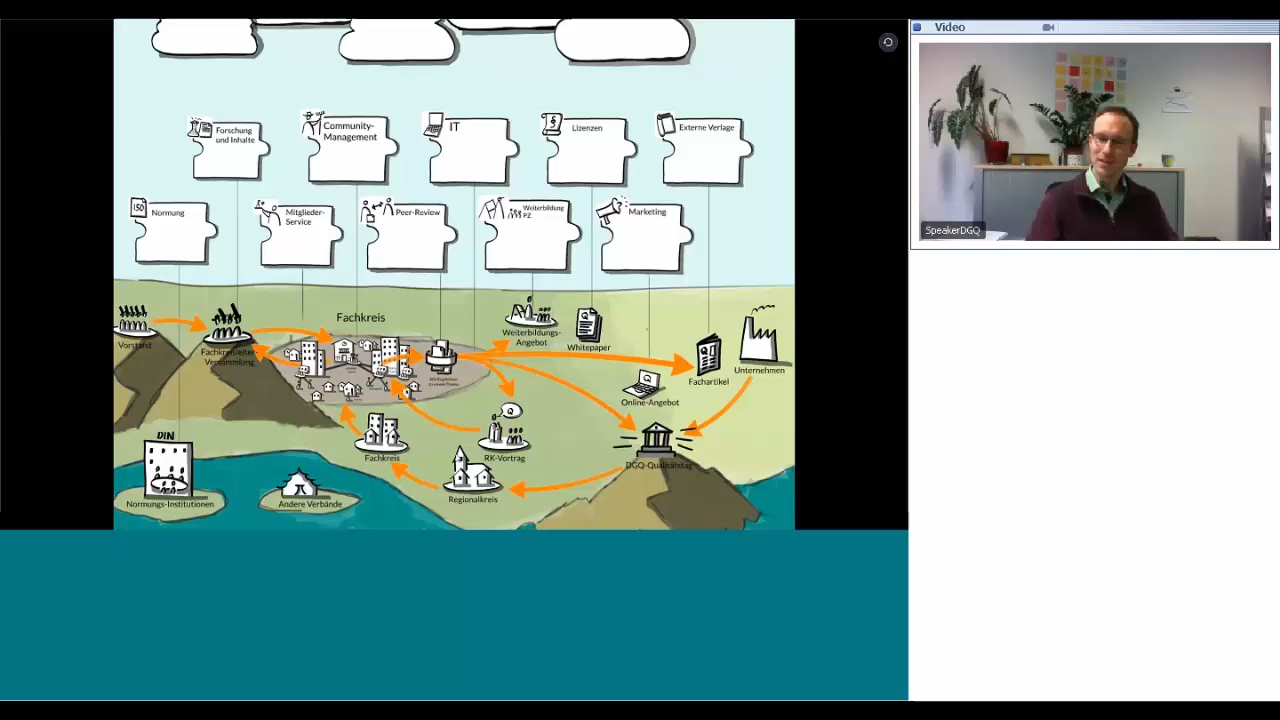 Video
Forschung
und Inhalte
Community-
Management
IT
§
Lizenzen
Externe Verlage
ISO
Normung
Mitglieder-
Service
Peer-Review
Weiterbildung
PZ
Marketing
Fachkreis
Vorstand
Fachkreisleiter-
Versammlung
Weiterbildungs-
Angebot
Q
Whitepaper
Q
Fachartikel
Unternehmen
Q
Online-Angebot
DIN
Normungs-Institutionen
Andere Verbände
Fachkreis
Q
RK-Vortrag
Regionalkreis
DGQ-Qualitätstag
SpeakerDGQ